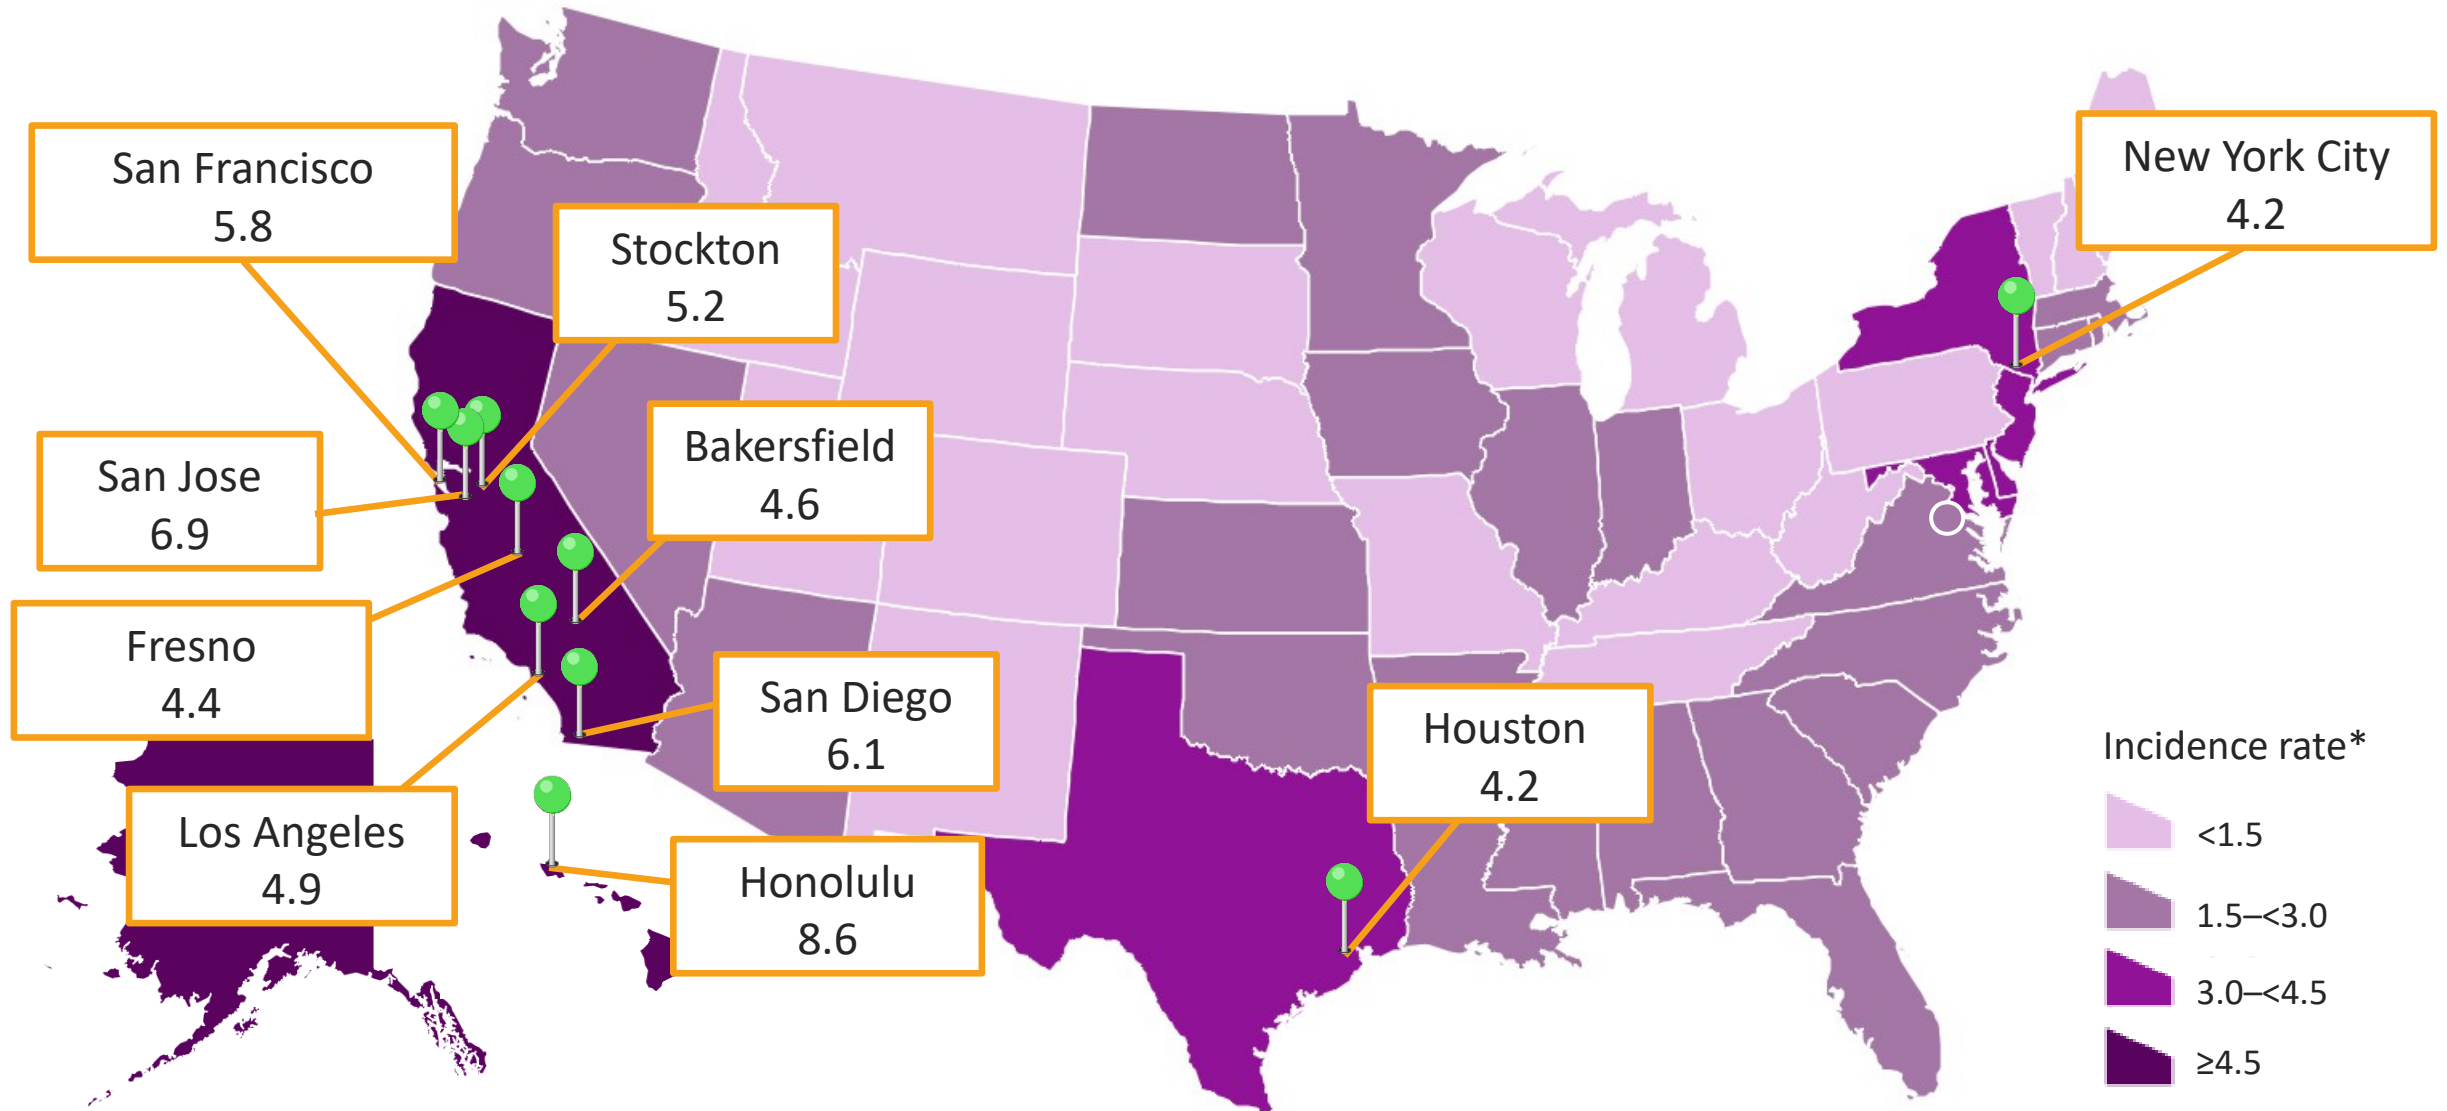 San Francisco
5.8
Stockton
5.2
New York City
4.2
San Jose
6.9
Bakersfield
4.6
Fresno
4.4
San Diego
6.1
Houston
4.2
Los Angeles
4.9
Honolulu
8.6
Incidence rate*
<1.5
1.5–<3.0
3.0–<4.5
≥4.5